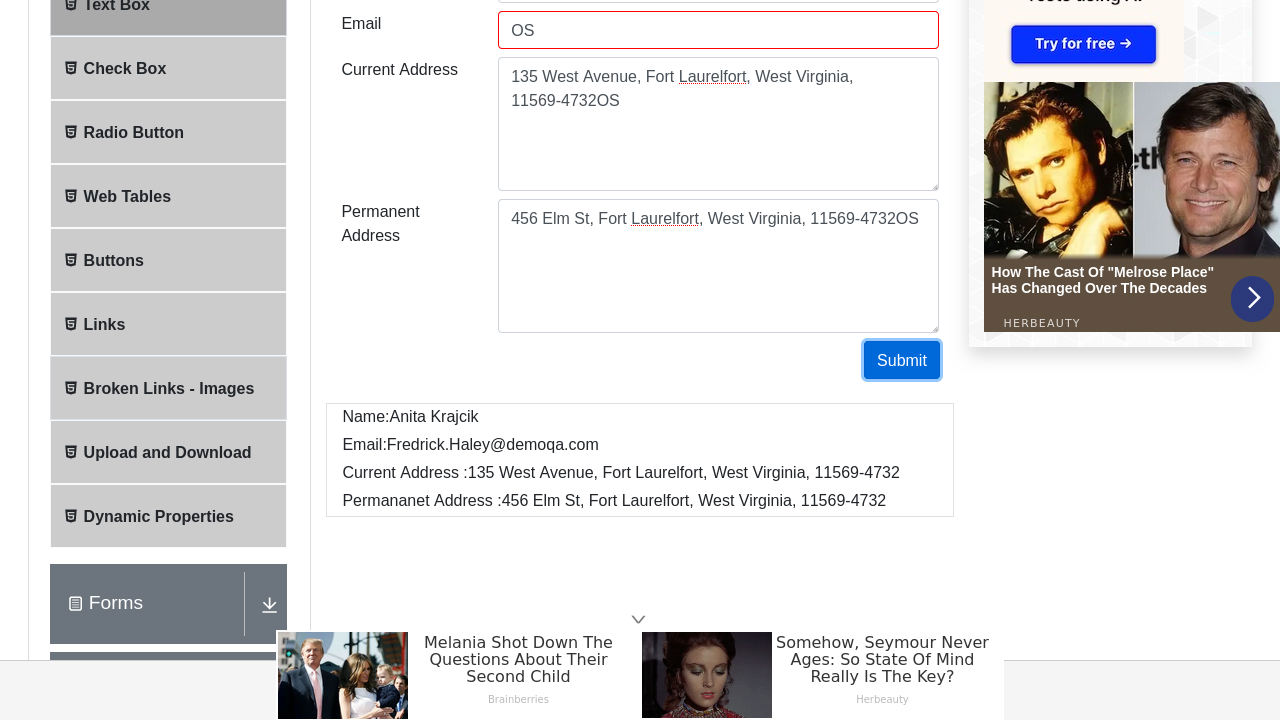 Text Box
Check Box
Radio Button
Web Tables
Buttons
Links
Broken Links - Images
Upload and Download
Dynamic Properties
Forms
Email
OS
Current Address
135 West Avenue, Fort Laurelfort, West Virginia,
11569-4732OS
Permanent
Address
456 Elm St, Fort Laurelfort, West Virginia, 11569-4732OS
Submit
Name:Anita Krajcik
Email:Fredrick.Haley@demoqa.com
Current Address :135 West Avenue, Fort Laurelfort, West Virginia, 11569-4732
Permananet Address :456 Elm St, Fort Laurelfort, West Virginia, 11569-4732
Try for free →
How The Cast Of "Melrose Place"
Has Changed Over The Decades
HERBEAUTY
Melania Shot Down The
Questions About Their
Second Child
Brainberries
Somehow, Seymour Never
Ages: So State Of Mind
Really Is The Key?
Herbeauty